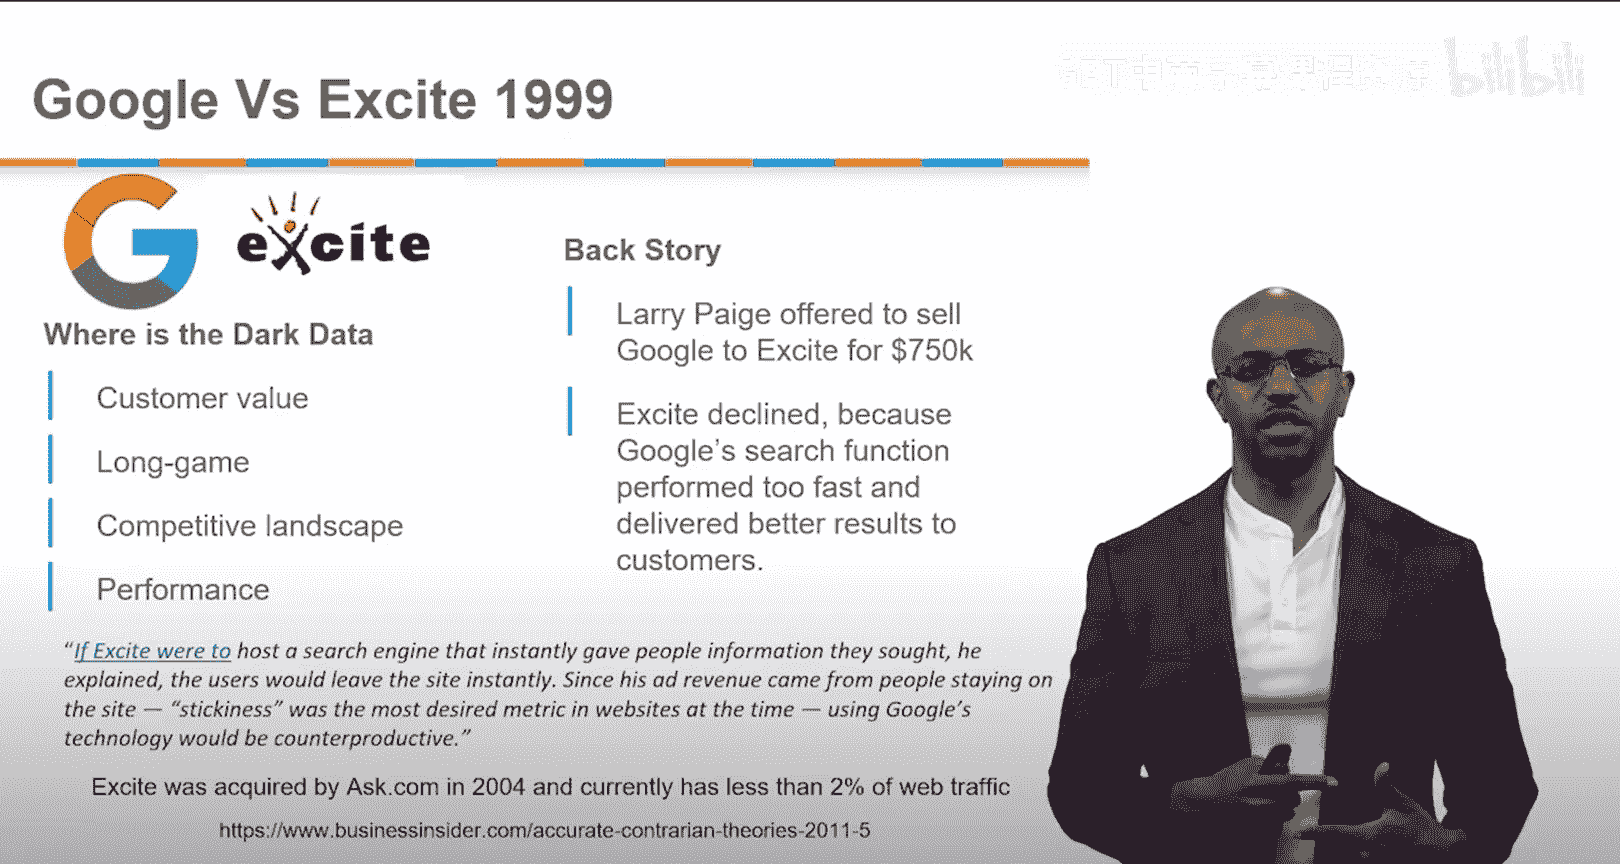 Google Vs Excite 1999
bilibili
excite
Where is the Dark Data
Customer value
Long-game
Competitive landscape
Performance
Back Story
Larry Paige offered to sell
Google to Excite for $750k
Excite declined, because
Google's search function
performed too fast and
delivered better results to
customers.
“If Excite were to host a search engine that instantly gave people information they sought, he
explained, the users would leave the site instantly. Since his ad revenue came from people staying on
the site — “stickiness” was the most desired metric in websites at the time — using Google's
technology would be counterproductive.”
Excite was acquired by Ask.com in 2004 and currently has less than 2% of web traffic
https://www.businessinsider.com/accurate-contrarian-theories-2011-5